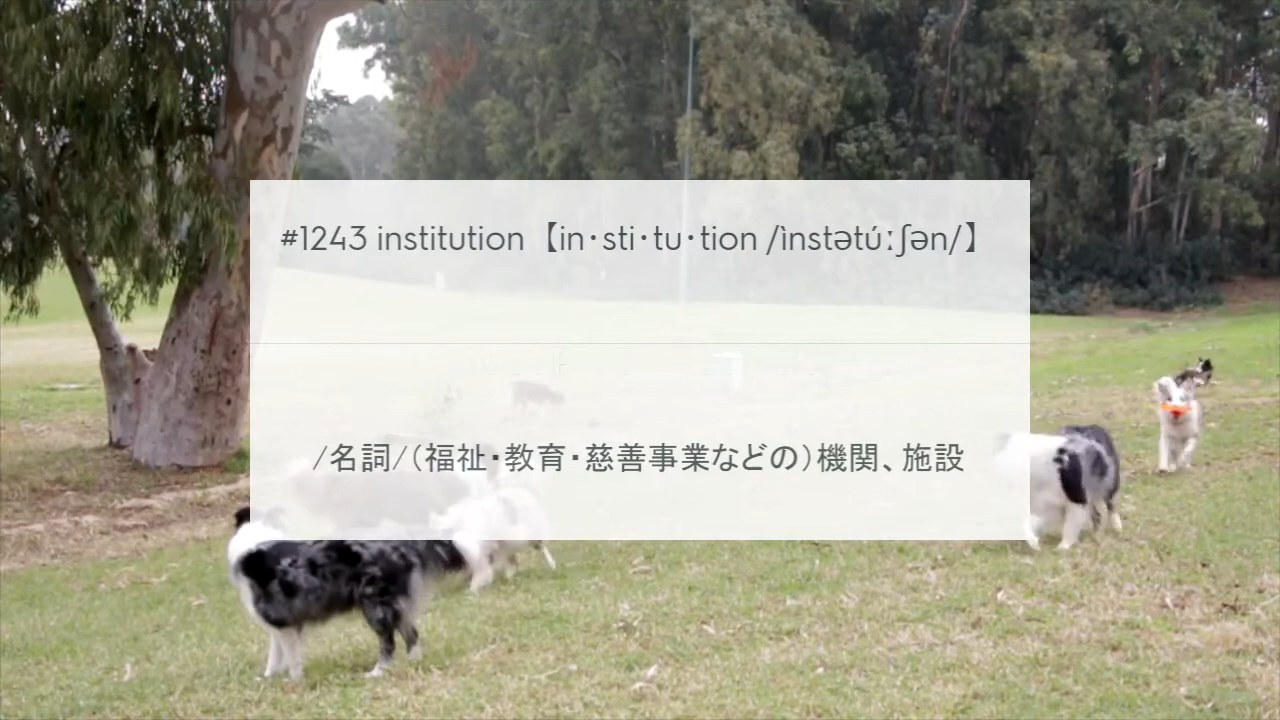 #1243 institution【in･sti･tu･tion /ìnstətúːʃən/】
/名詞/（福祉・教育・慈善事業などの）機関、施設